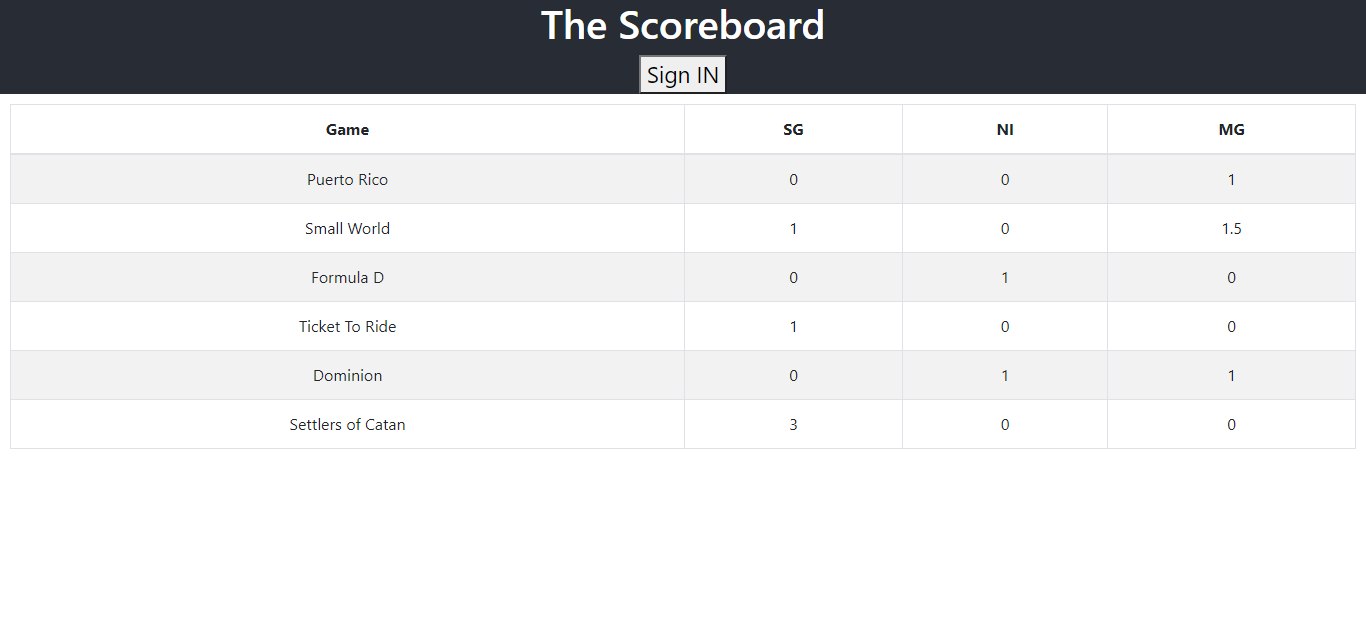 The Scoreboard
Sign IN
Game SG NI MG
Puerto Rico 0 0 1
Small World 1 0 1.5
Formula D 0 1 0
Ticket To Ride 1 0 0
Dominion 0 1 1
Settlers of Catan 3 0 0